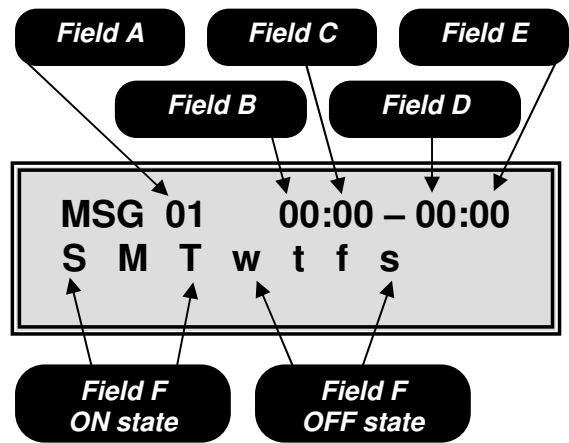 Field A
Field C
Field E
Field B
Field D
MSG 01 00:00 – 00:00
S M T w t f s
Field F
ON state
Field F
OFF state